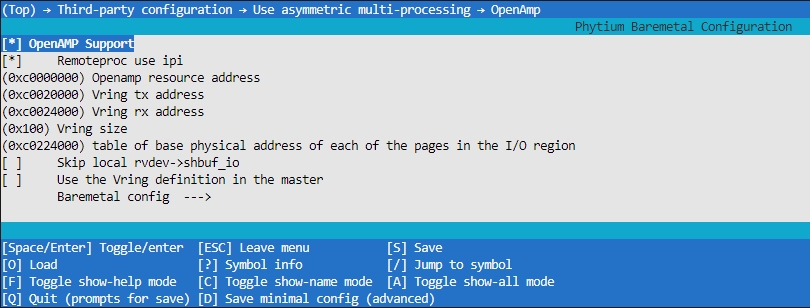 (Top) → Third-party configuration → Use asymmetric multi-processing → OpenAmp
Phytium Baremetal Configuration
[*] OpenAMP Support
[*]     Remoteproc use ipi
(0xc0000000) Openamp resource address
(0xc0020000) Vring tx address
(0xc0024000) Vring rx address
(0x100) Vring size
(0xc0224000) table of base physical address of each of the pages in the I/O region
[ ]     Skip local rvdev->shbuf_io
[ ]     Use the Vring definition in the master
        Baremetal config  --->
[Space/Enter] Toggle/enter  [ESC] Leave menu           [S] Save
[O] Load                    [?] Symbol info            [/] Jump to symbol
[F] Toggle show-help mode   [C] Toggle show-name mode  [A] Toggle show-all mode
[Q] Quit (prompts for save) [D] Save minimal config (advanced)